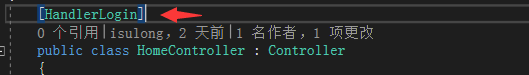 [HandlerLogin]
0 个引用|isulong，2 天前|1 名作者，1 项更改
public class HomeController : Controller